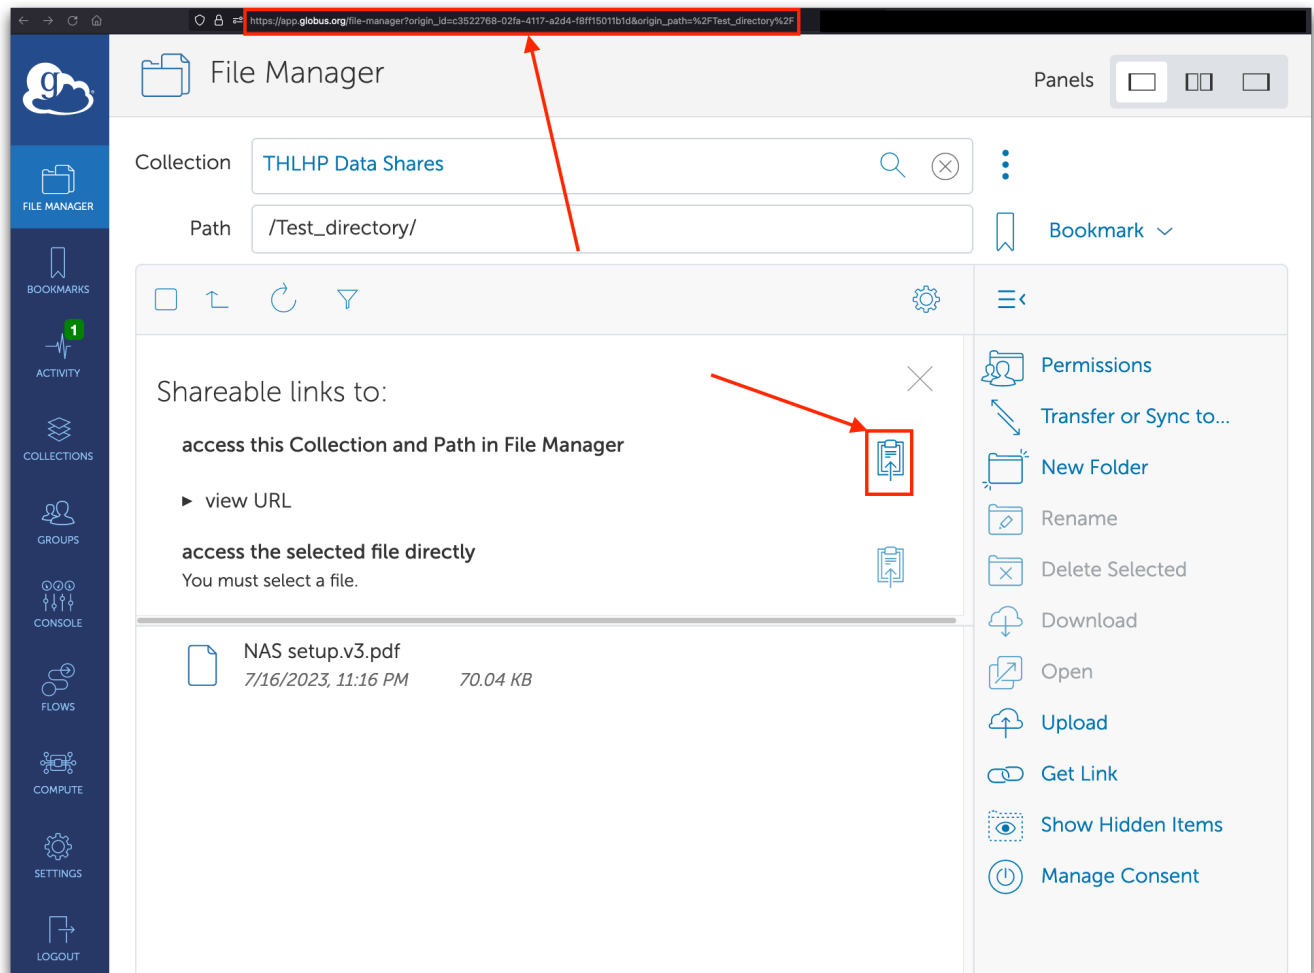 https://app.globus.org/file-manager?origin_id=c3522768-02fa-4117-a2d4-f8ff15011b1d&origin_path=%2FTest_directory%2F
g
File Manager
Panels
Collection
THLHP Data Shares
Path
/Test_directory/
Bookmark
FILE MANAGER
BOOKMARKS
1
ACTIVITY
COLLECTIONS
GROUPS
CONSOLE
FLOWS
COMPUTE
SETTINGS
LOGOUT
Shareable links to:
access this Collection and Path in File Manager
view URL
access the selected file directly
You must select a file.
NAS setup.v3.pdf
7/16/2023, 11:16 PM 70.04 KB
Permissions
Transfer or Sync to...
New Folder
Rename
Delete Selected
Download
Open
Upload
Get Link
Show Hidden Items
Manage Consent